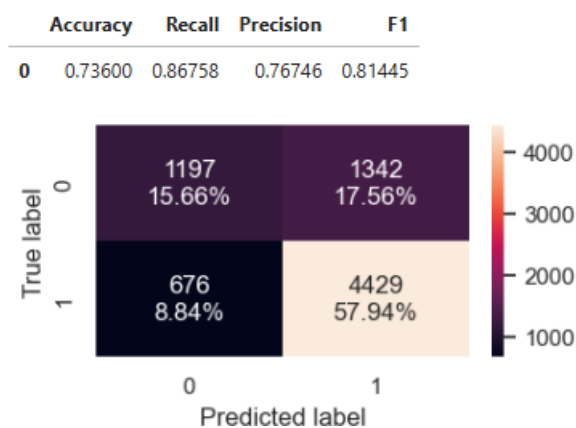 Accuracy Recall Precision F1
0 0.73600 0.86758 0.76746 0.81445
1197 1342
15.66% 17.56%
676 4429
8.84% 57.94%
0 1
Predicted label
True label
0
1
4000
3000
2000
1000